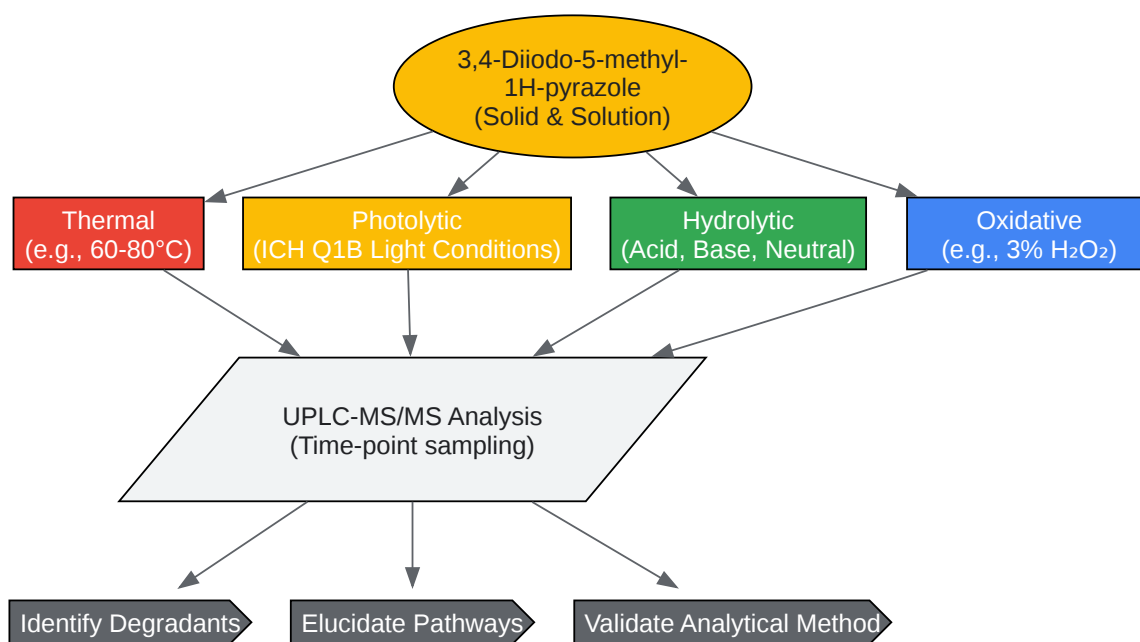 3,4-Diiodo-5-methyl-
1H-pyrazole
(Solid & Solution)
Thermal
(e.g., 60-80°C)
Photolytic
(ICH Q1B Light Conditions)
Hydrolytic
(Acid, Base, Neutral)
Oxidative
(e.g., 3% H₂O₂)
UPLC-MS/MS Analysis
(Time-point sampling)
Identify Degradants
Elucidate Pathways
Validate Analytical Method